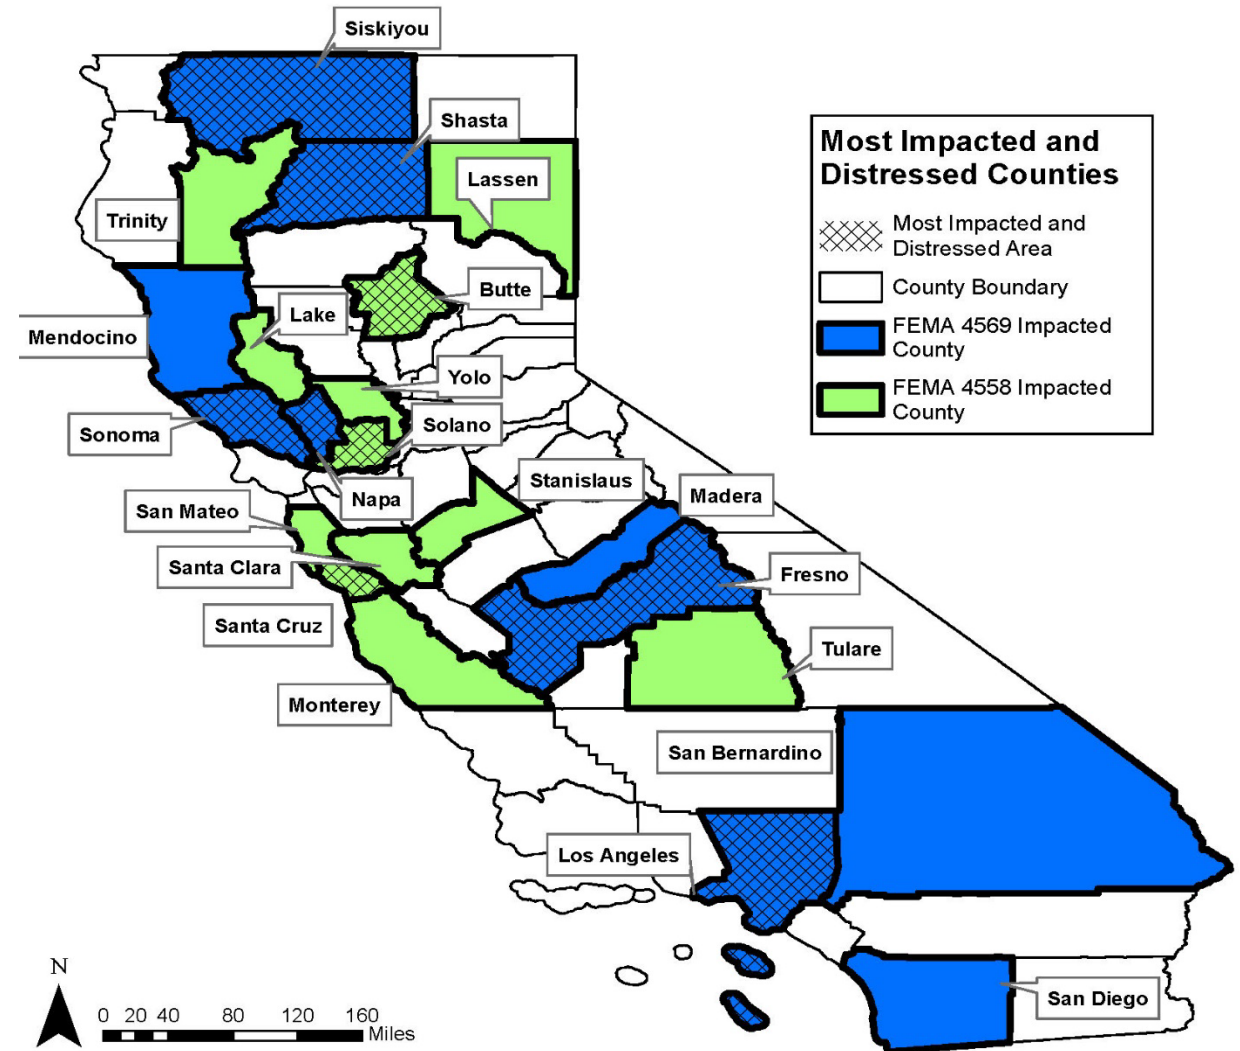 Siskiyou
Shasta
Lassen
Trinity
Butte
Lake
Mendocino
Yolo
Solano
Sonoma
Napa
Stanislaus
Madera
San Mateo
Santa Clara
Fresno
Santa Cruz
Tulare
Monterey
San Bernardino
Los Angeles
San Diego
Most Impacted and
Distressed Counties
Most Impacted and
Distressed Area
County Boundary
FEMA 4569 Impacted
County
FEMA 4558 Impacted
County
N
0 20 40 80 120 160
Miles